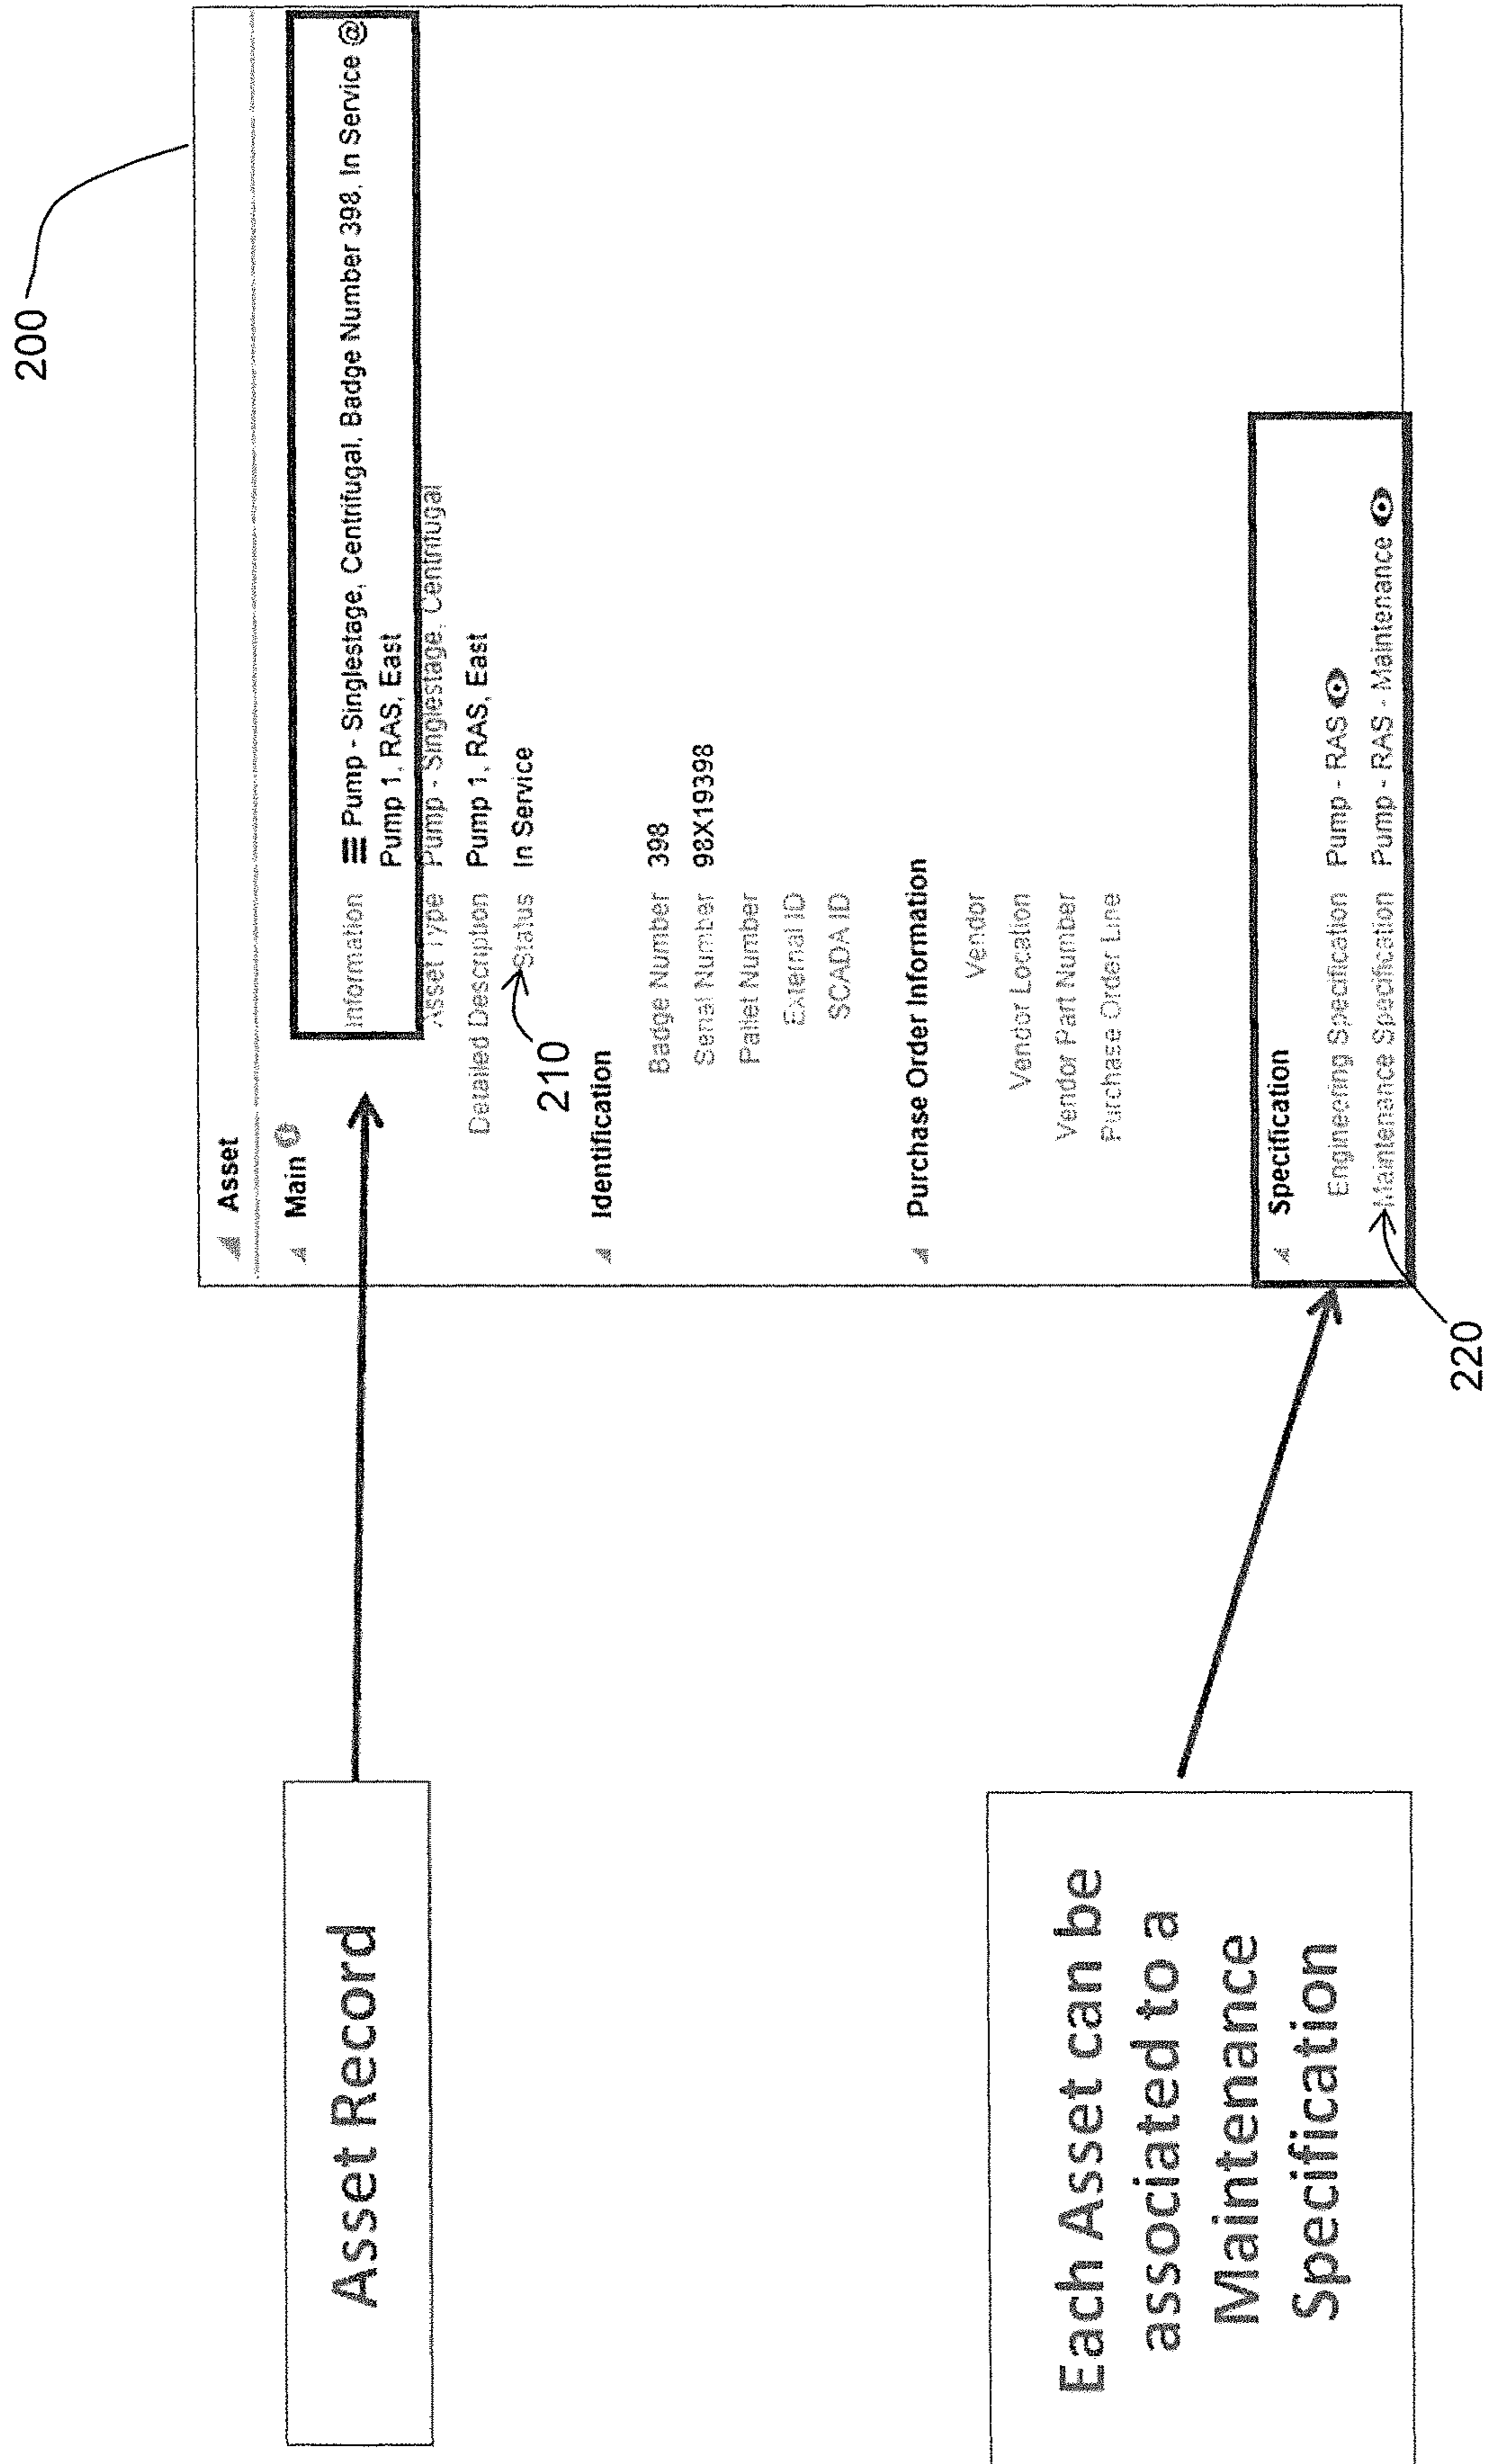 200
Asset Record
Asset
Main
Information Pump - Singlestage, Centrifugal, Badge Number 398, In Service @
Pump 1, RAS, East
Asset Type Pump - Singlestage, Centrifugal
Detailed Description Pump 1, RAS, East
Status In Service
210
Identification
Badge Number 398
Serial Number 98X19398
Pallet Number
External ID
SCADA ID
Purchase Order Information
Vendor
Vendor Location
Vendor Part Number
Purchase Order Line
Each Asset can be
associated to a
Maintenance
Specification
Specification
Engineering Specification Pump - RAS
Maintenance Specification Pump - RAS - Maintenance
220